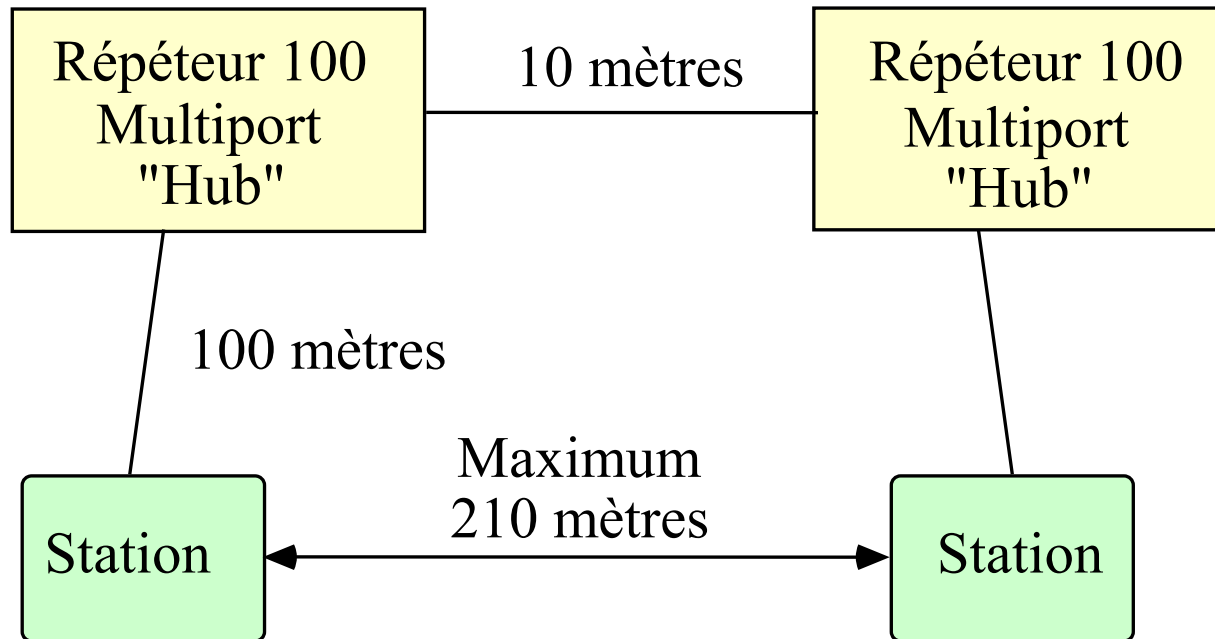 Répéteur 100
Multiport
"Hub"
10 mètres
Répéteur 100
Multiport
"Hub"
100 mètres
Maximum
210 mètres
Station
Station